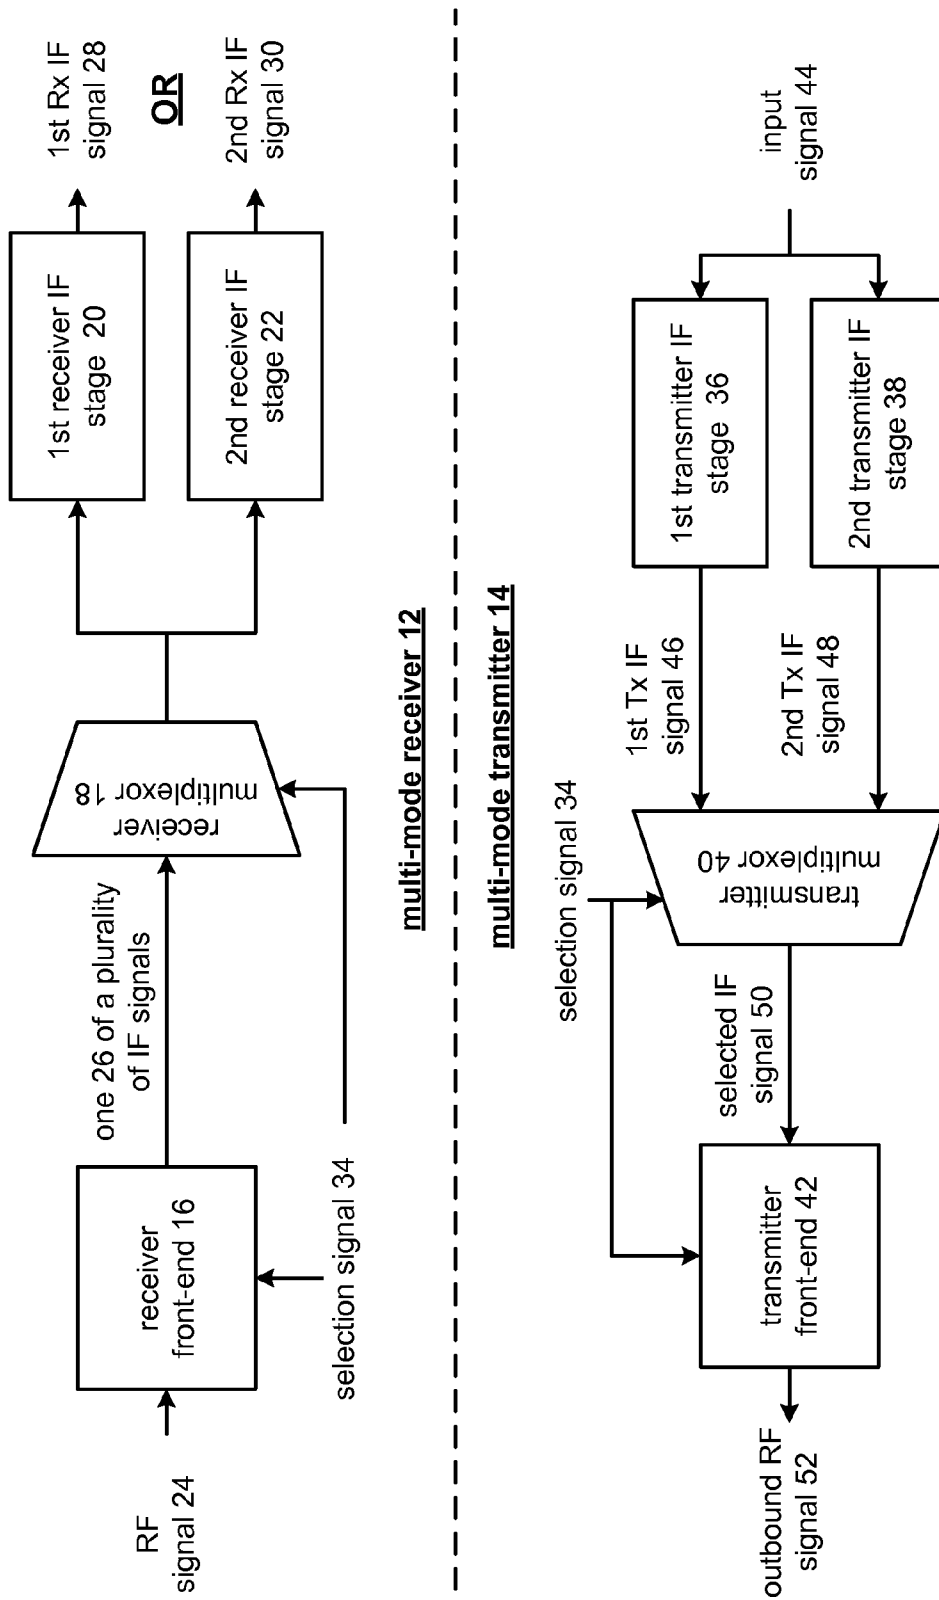 RF
signal 24
receiver
front-end 16
selection signal 34
one 26 of a plurality
of IF signals
receiver
multiplexor 18
1st receiver IF
stage 20
2nd receiver IF
stage 22
1st Rx IF
signal 28
OR
2nd Rx IF
signal 30
multi-mode receiver 12
multi-mode transmitter 14
outbound RF
signal 52
transmitter
front-end 42
selected IF
signal 50
selection signal 34
transmitter
multiplexor 40
1st Tx IF
signal 46
2nd Tx IF
signal 48
1st transmitter IF
stage 36
2nd transmitter IF
stage 38
input
signal 44